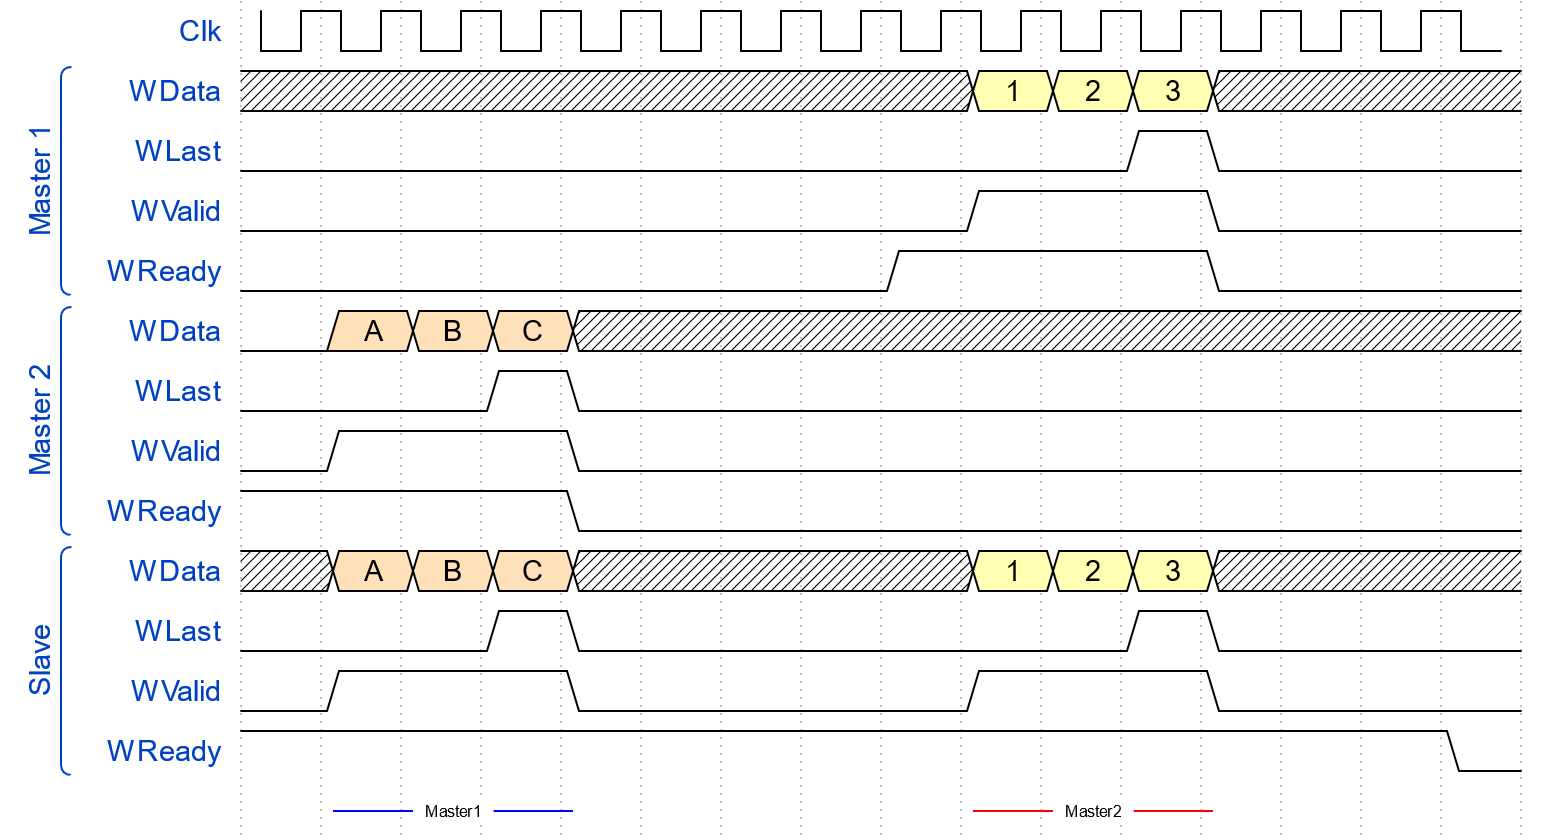 Clk
Master 1
WData 1 2 3
WLast
WValid
WReady
Master 2
WData A B C
WLast
WValid
WReady
Slave
WData A B C 1 2 3
WLast
WValid
WReady
Master1 Master2